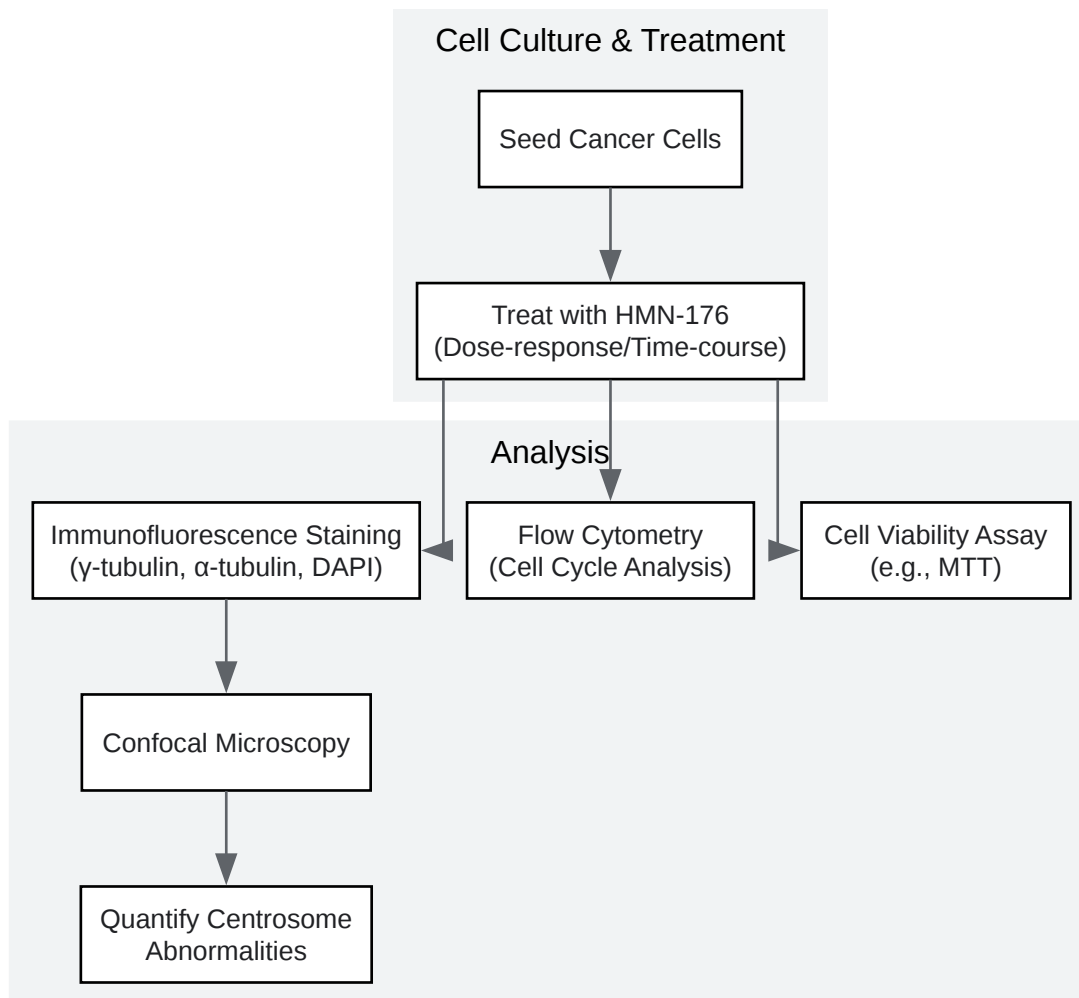 Cell Culture & Treatment
Seed Cancer Cells
Treat with HMN-176
(Dose-response/Time-course)
Analysis
Immunofluorescence Staining
(γ-tubulin, α-tubulin, DAPI)
Flow Cytometry
(Cell Cycle Analysis)
Cell Viability Assay
(e.g., MTT)
Confocal Microscopy
Quantify Centrosome
Abnormalities